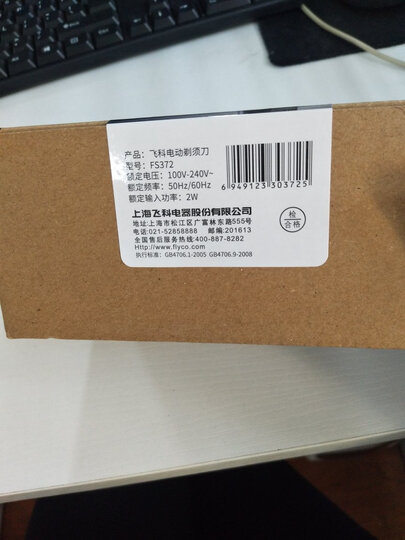 产品：飞科电动剃须刀
型号：FS372
额定电压：100V-240V~
额定频率：50Hz/60Hz
额定输入功率：2W
6 949123 303725
上海飞科电器股份有限公司
地址：上海市松江区广富林东路555号
电话：021-52858888 邮编：201613
全国售后服务热线：400-887-8282
Http://www.flyco.com
执行标准：GB4706.1-2005 GB4706.9-2008
检
合格